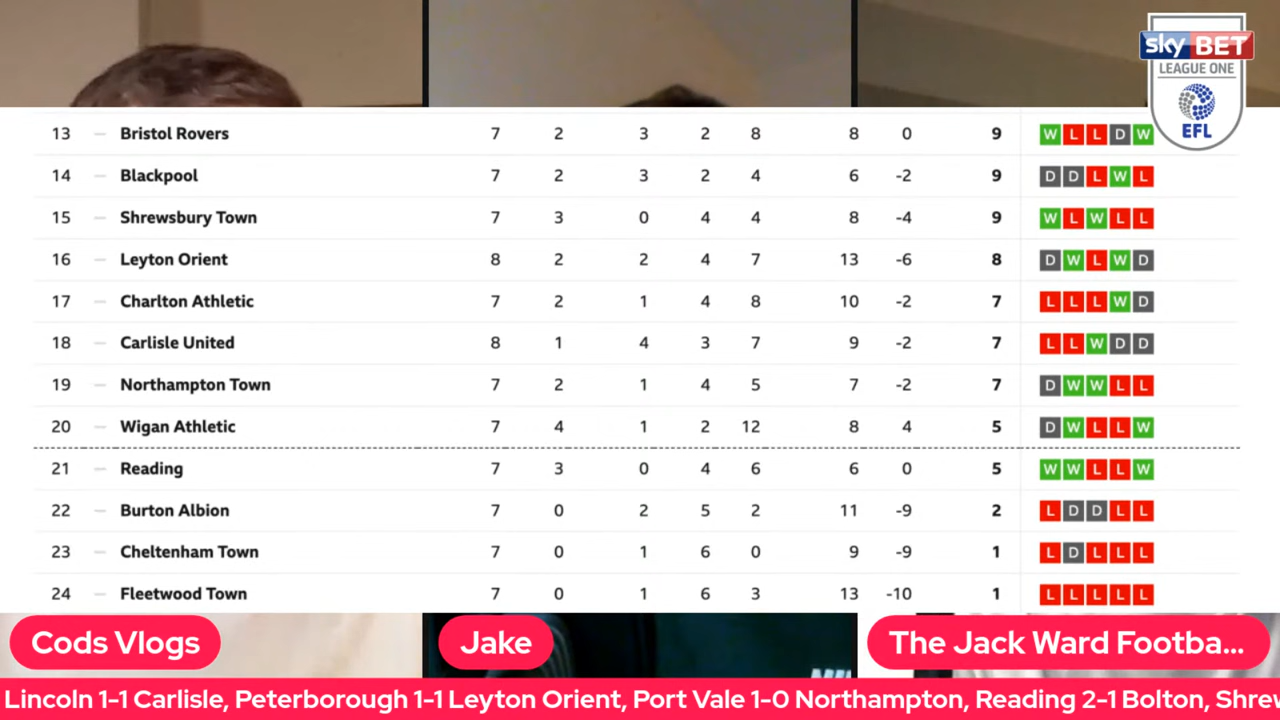 sky BET
LEAGUE ONE
EFL
13 – Bristol Rovers 7 2 3 2 8 8 0 9 W L L D W
14 – Blackpool 7 2 3 2 4 6 -2 9 D D L W L
15 – Shrewsbury Town 7 3 0 4 4 8 -4 9 W L W L L
16 – Leyton Orient 8 2 2 4 7 13 -6 8 D W L W D
17 – Charlton Athletic 7 2 1 4 8 10 -2 7 L L L W D
18 – Carlisle United 8 1 4 3 7 9 -2 7 L L W D D
19 – Northampton Town 7 2 1 4 5 7 -2 7 D W W L L
20 – Wigan Athletic 7 4 1 2 12 8 4 5 D W L L W
21 – Reading 7 3 0 4 6 6 0 5 W W L L W
22 – Burton Albion 7 0 2 5 2 11 -9 2 L D D L L
23 – Cheltenham Town 7 0 1 6 0 9 -9 1 L D L L L
24 – Fleetwood Town 7 0 1 6 3 13 -10 1 L L L L L
Cods Vlogs
Jake
The Jack Ward Footba...
Lincoln 1-1 Carlisle, Peterborough 1-1 Leyton Orient, Port Vale 1-0 Northampton, Reading 2-1 Bolton, Shrew